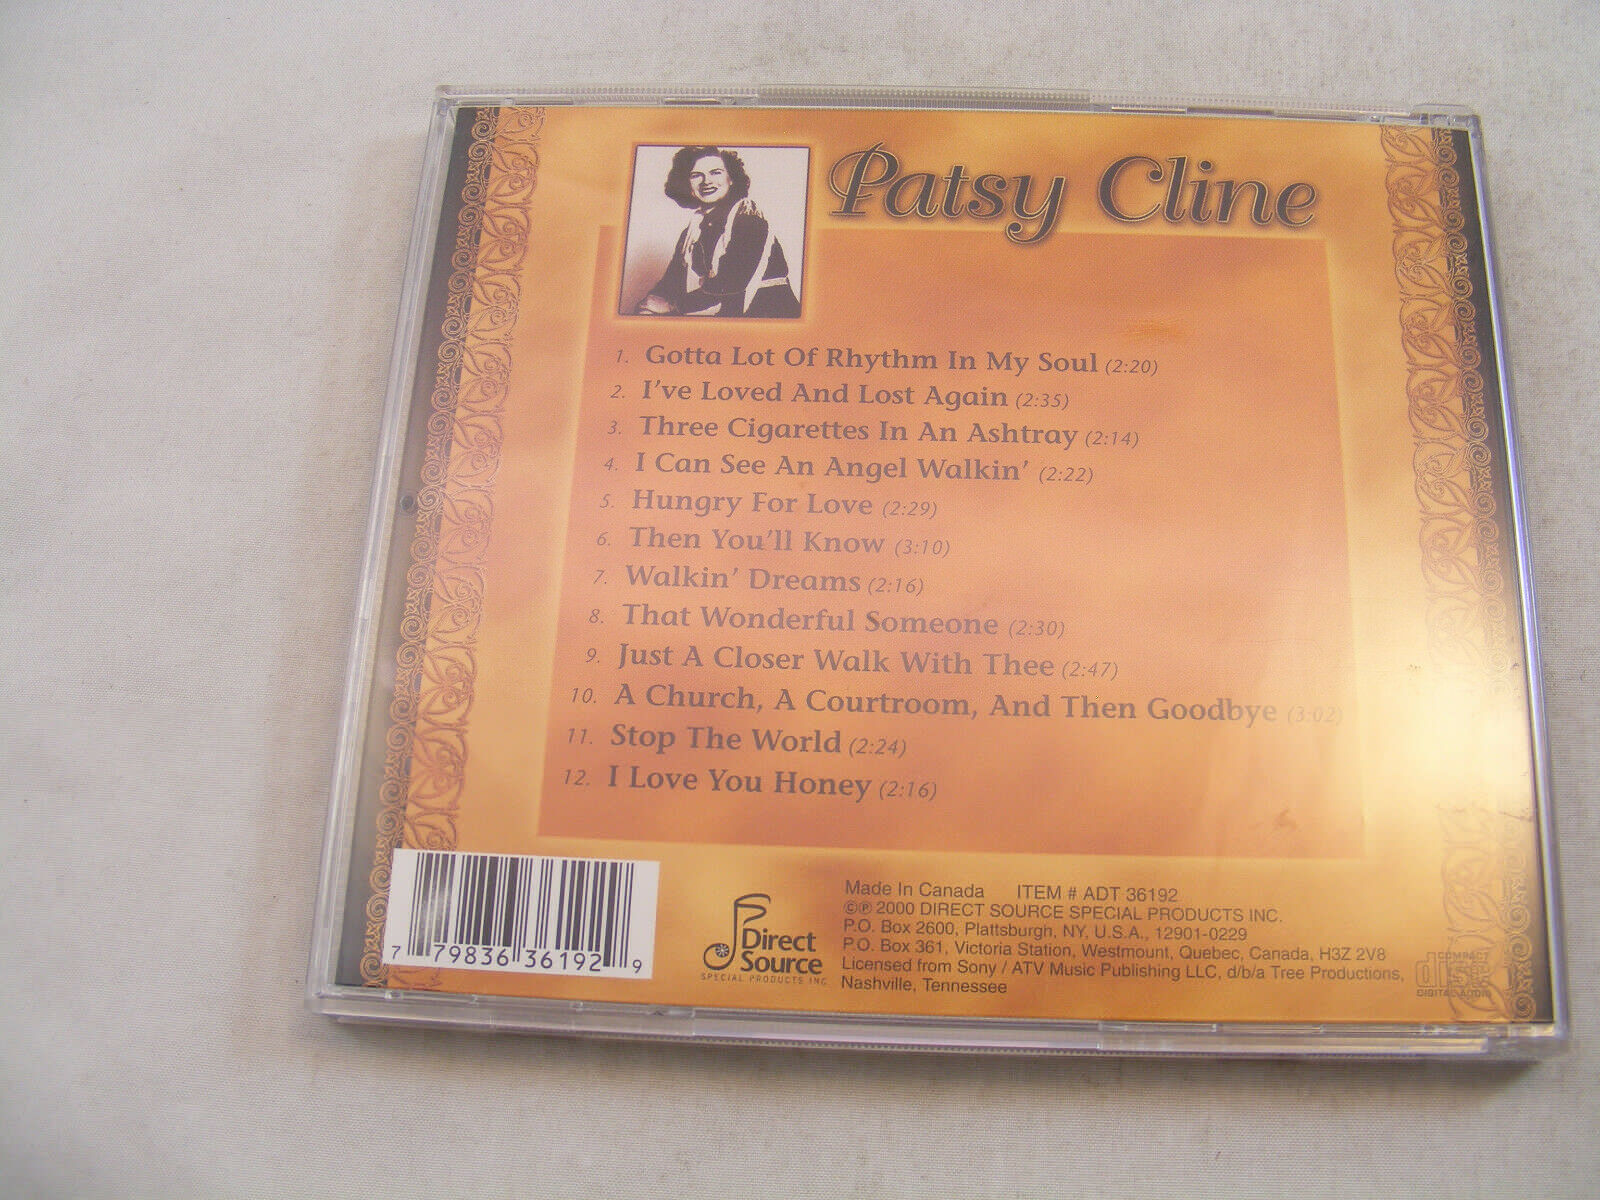 Patsy Cline
1. Gotta Lot Of Rhythm In My Soul (2:20)
2. I've Loved And Lost Again (2:35)
3. Three Cigarettes In An Ashtray (2:14)
4. I Can See An Angel Walkin' (2:22)
5. Hungry For Love (2:29)
6. Then You'll Know (3:10)
7. Walkin' Dreams (2:16)
8. That Wonderful Someone (2:30)
9. Just A Closer Walk With Thee (2:47)
10. A Church, A Courtroom, And Then Goodbye (3:02)
11. Stop The World (2:24)
12. I Love You Honey (2:16)
7 79836 36192 9
Direct
Source
SPECIAL PRODUCTS INC
Made In Canada ITEM # ADT 36192
©℗ 2000 DIRECT SOURCE SPECIAL PRODUCTS INC.
P.O. Box 2600, Plattsburgh, NY, U.S.A., 12901-0229
P.O. Box 361, Victoria Station, Westmount, Quebec, Canada, H3Z 2V8
Licensed from Sony / ATV Music Publishing LLC, d/b/a Tree Productions,
Nashville, Tennessee
COMPACT
disc
DIGITAL AUDIO